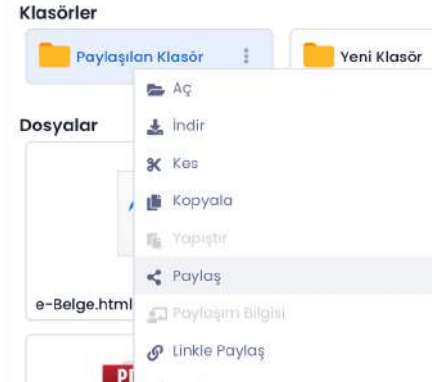 Klasörler
Paylaşılan Klasör
Yeni Klasör
Aç
Dosyalar
İndir
Kes
Kopyala
Yapıştır
Paylaş
e-Belge.html
Paylaşım Bilgisi
Linkle Paylaş